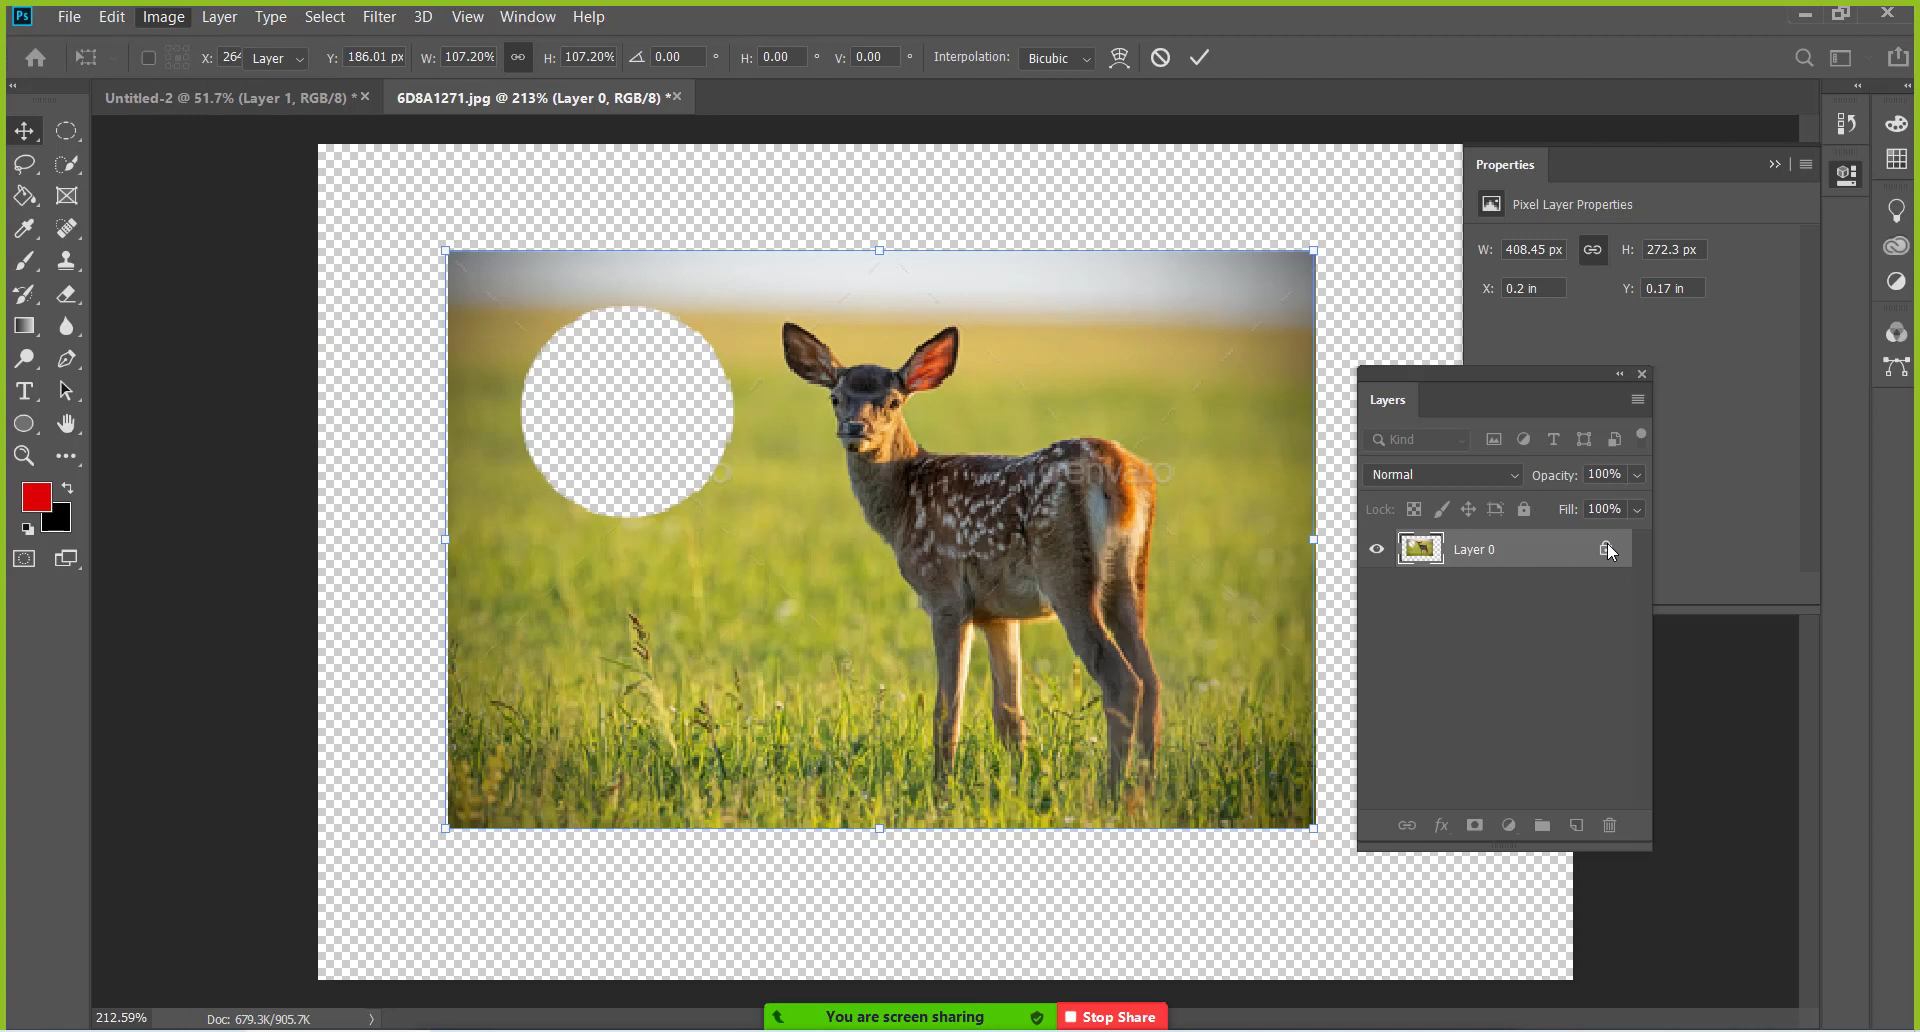 Ps File Edit Image Layer Type Select Filter 3D View Window Help
X: 264 Layer Y: 186.01 px W: 107.20% H: 107.20% 0.00 ° H: 0.00 ° V: 0.00 ° Interpolation: Bicubic
Untitled-2 @ 51.7% (Layer 1, RGB/8) * 6D8A1271.jpg @ 213% (Layer 0, RGB/8) *
Properties
Pixel Layer Properties
W: 408.45 px H: 272.3 px
X: 0.2 in Y: 0.17 in
Layers
Kind
Normal Opacity: 100%
Lock: Fill: 100%
Layer 0
envato
212.59% Doc: 679.3K/905.7K
You are screen sharing Stop Share